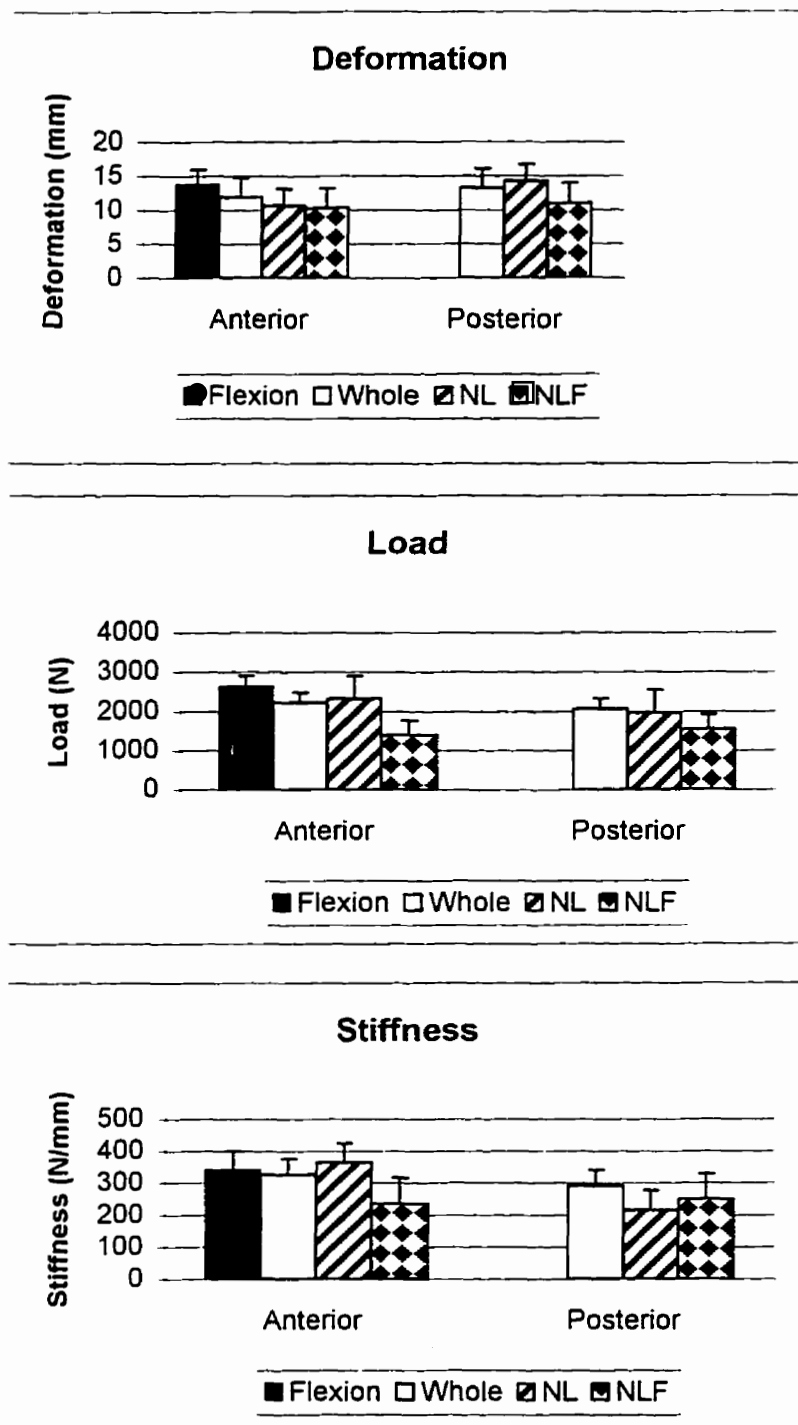 Deformation
Deformation (mm)
20
15
10
5
0
Anterior Posterior
Flexion Whole NL NLF
Load
Load (N)
4000
3000
2000
1000
0
Anterior Posterior
Flexion Whole NL NLF
Stiffness
Stiffness (N/mm)
500
400
300
200
100
0
Anterior Posterior
Flexion Whole NL NLF